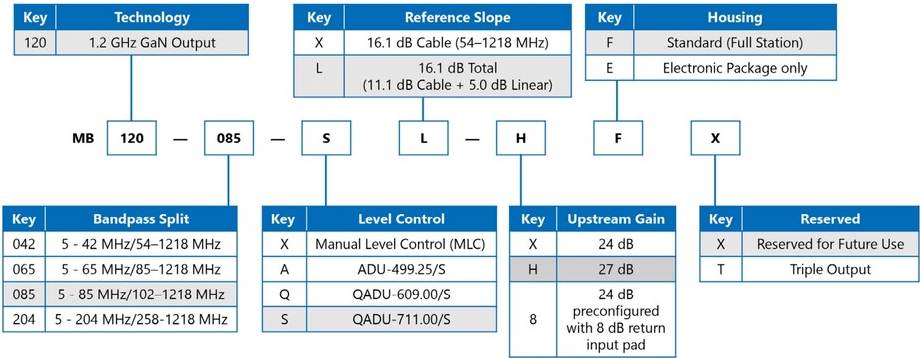 Key Technology
120 1.2 GHz GaN Output
Key Reference Slope
X 16.1 dB Cable (54–1218 MHz)
L 16.1 dB Total
(11.1 dB Cable + 5.0 dB Linear)
Key Housing
F Standard (Full Station)
E Electronic Package only
MB 120 — 085 — S L — H F X
Key Bandpass Split
042 5 - 42 MHz/54–1218 MHz
065 5 - 65 MHz/85–1218 MHz
085 5 - 85 MHz/102–1218 MHz
204 5 - 204 MHz/258-1218 MHz
Key Level Control
X Manual Level Control (MLC)
A ADU-499.25/S
Q QADU-609.00/S
S QADU-711.00/S
Key Upstream Gain
X 24 dB
H 27 dB
8 24 dB
preconfigured
with 8 dB return
input pad
Key Reserved
X Reserved for Future Use
T Triple Output